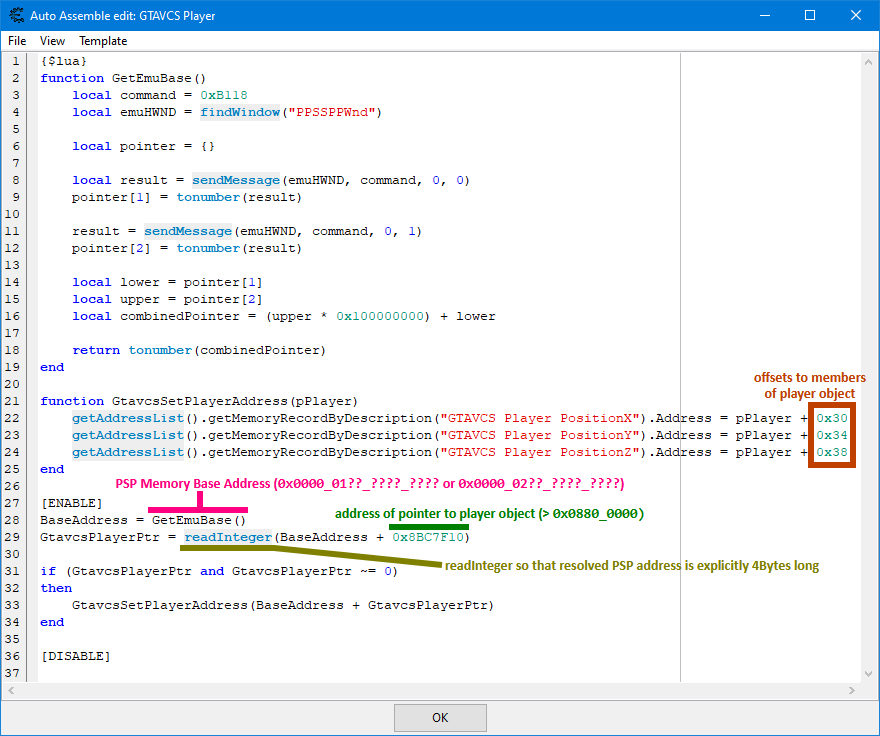 Auto Assemble edit: GTAVCS Player
File View Template
1 {$lua}
2 function GetEmuBase()
3 local command = 0xB118
4 local emuHWND = findWindow("PPSSPPWnd")
5
6 local pointer = {}
7
8 local result = sendMessage(emuHWND, command, 0, 0)
9 pointer[1] = tonumber(result)
10
11 result = sendMessage(emuHWND, command, 0, 1)
12 pointer[2] = tonumber(result)
13
14 local lower = pointer[1]
15 local upper = pointer[2]
16 local combinedPointer = (upper * 0x100000000) + lower
17
18 return tonumber(combinedPointer)
19 end
20
offsets to members
of player object
21 function GtavcsSetPlayerAddress(pPlayer)
22 getAddressList().getMemoryRecordByDescription("GTAVCS Player PositionX").Address = pPlayer + 0x30
23 getAddressList().getMemoryRecordByDescription("GTAVCS Player PositionY").Address = pPlayer + 0x34
24 getAddressList().getMemoryRecordByDescription("GTAVCS Player PositionZ").Address = pPlayer + 0x38
25 end
26
PSP Memory Base Address (0x0000_01??_????_???? or 0x0000_02??_????_????)
27 [ENABLE]
28 BaseAddress = GetEmuBase()
address of pointer to player object (> 0x0880_0000)
29 GtavcsPlayerPtr = readInteger(BaseAddress + 0x8BC7F10)
30
readInteger so that resolved PSP address is explicitly 4Bytes long
31 if (GtavcsPlayerPtr and GtavcsPlayerPtr ~= 0)
32 then
33 GtavcsSetPlayerAddress(BaseAddress + GtavcsPlayerPtr)
34 end
35
36 [DISABLE]
37
OK